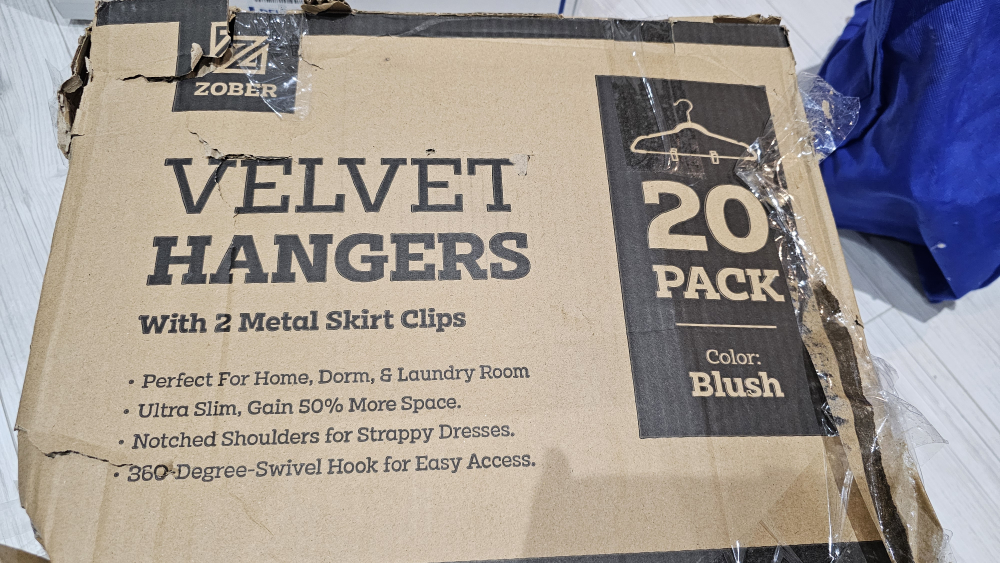 ZOBER
VELVET
HANGERS
With 2 Metal Skirt Clips
• Perfect For Home, Dorm, & Laundry Room
• Ultra Slim, Gain 50% More Space.
• Notched Shoulders for Strappy Dresses.
• 360-Degree-Swivel Hook for Easy Access.
20
PACK
Color:
Blush